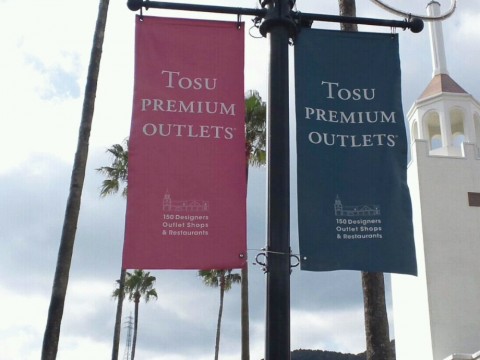 Tosu
PREMIUM
OUTLETS
150 Designers
Outlet Shops
& Restaurants
Tosu
PREMIUM
OUTLETS
150 Designers
Outlet Shops
& Restaurants